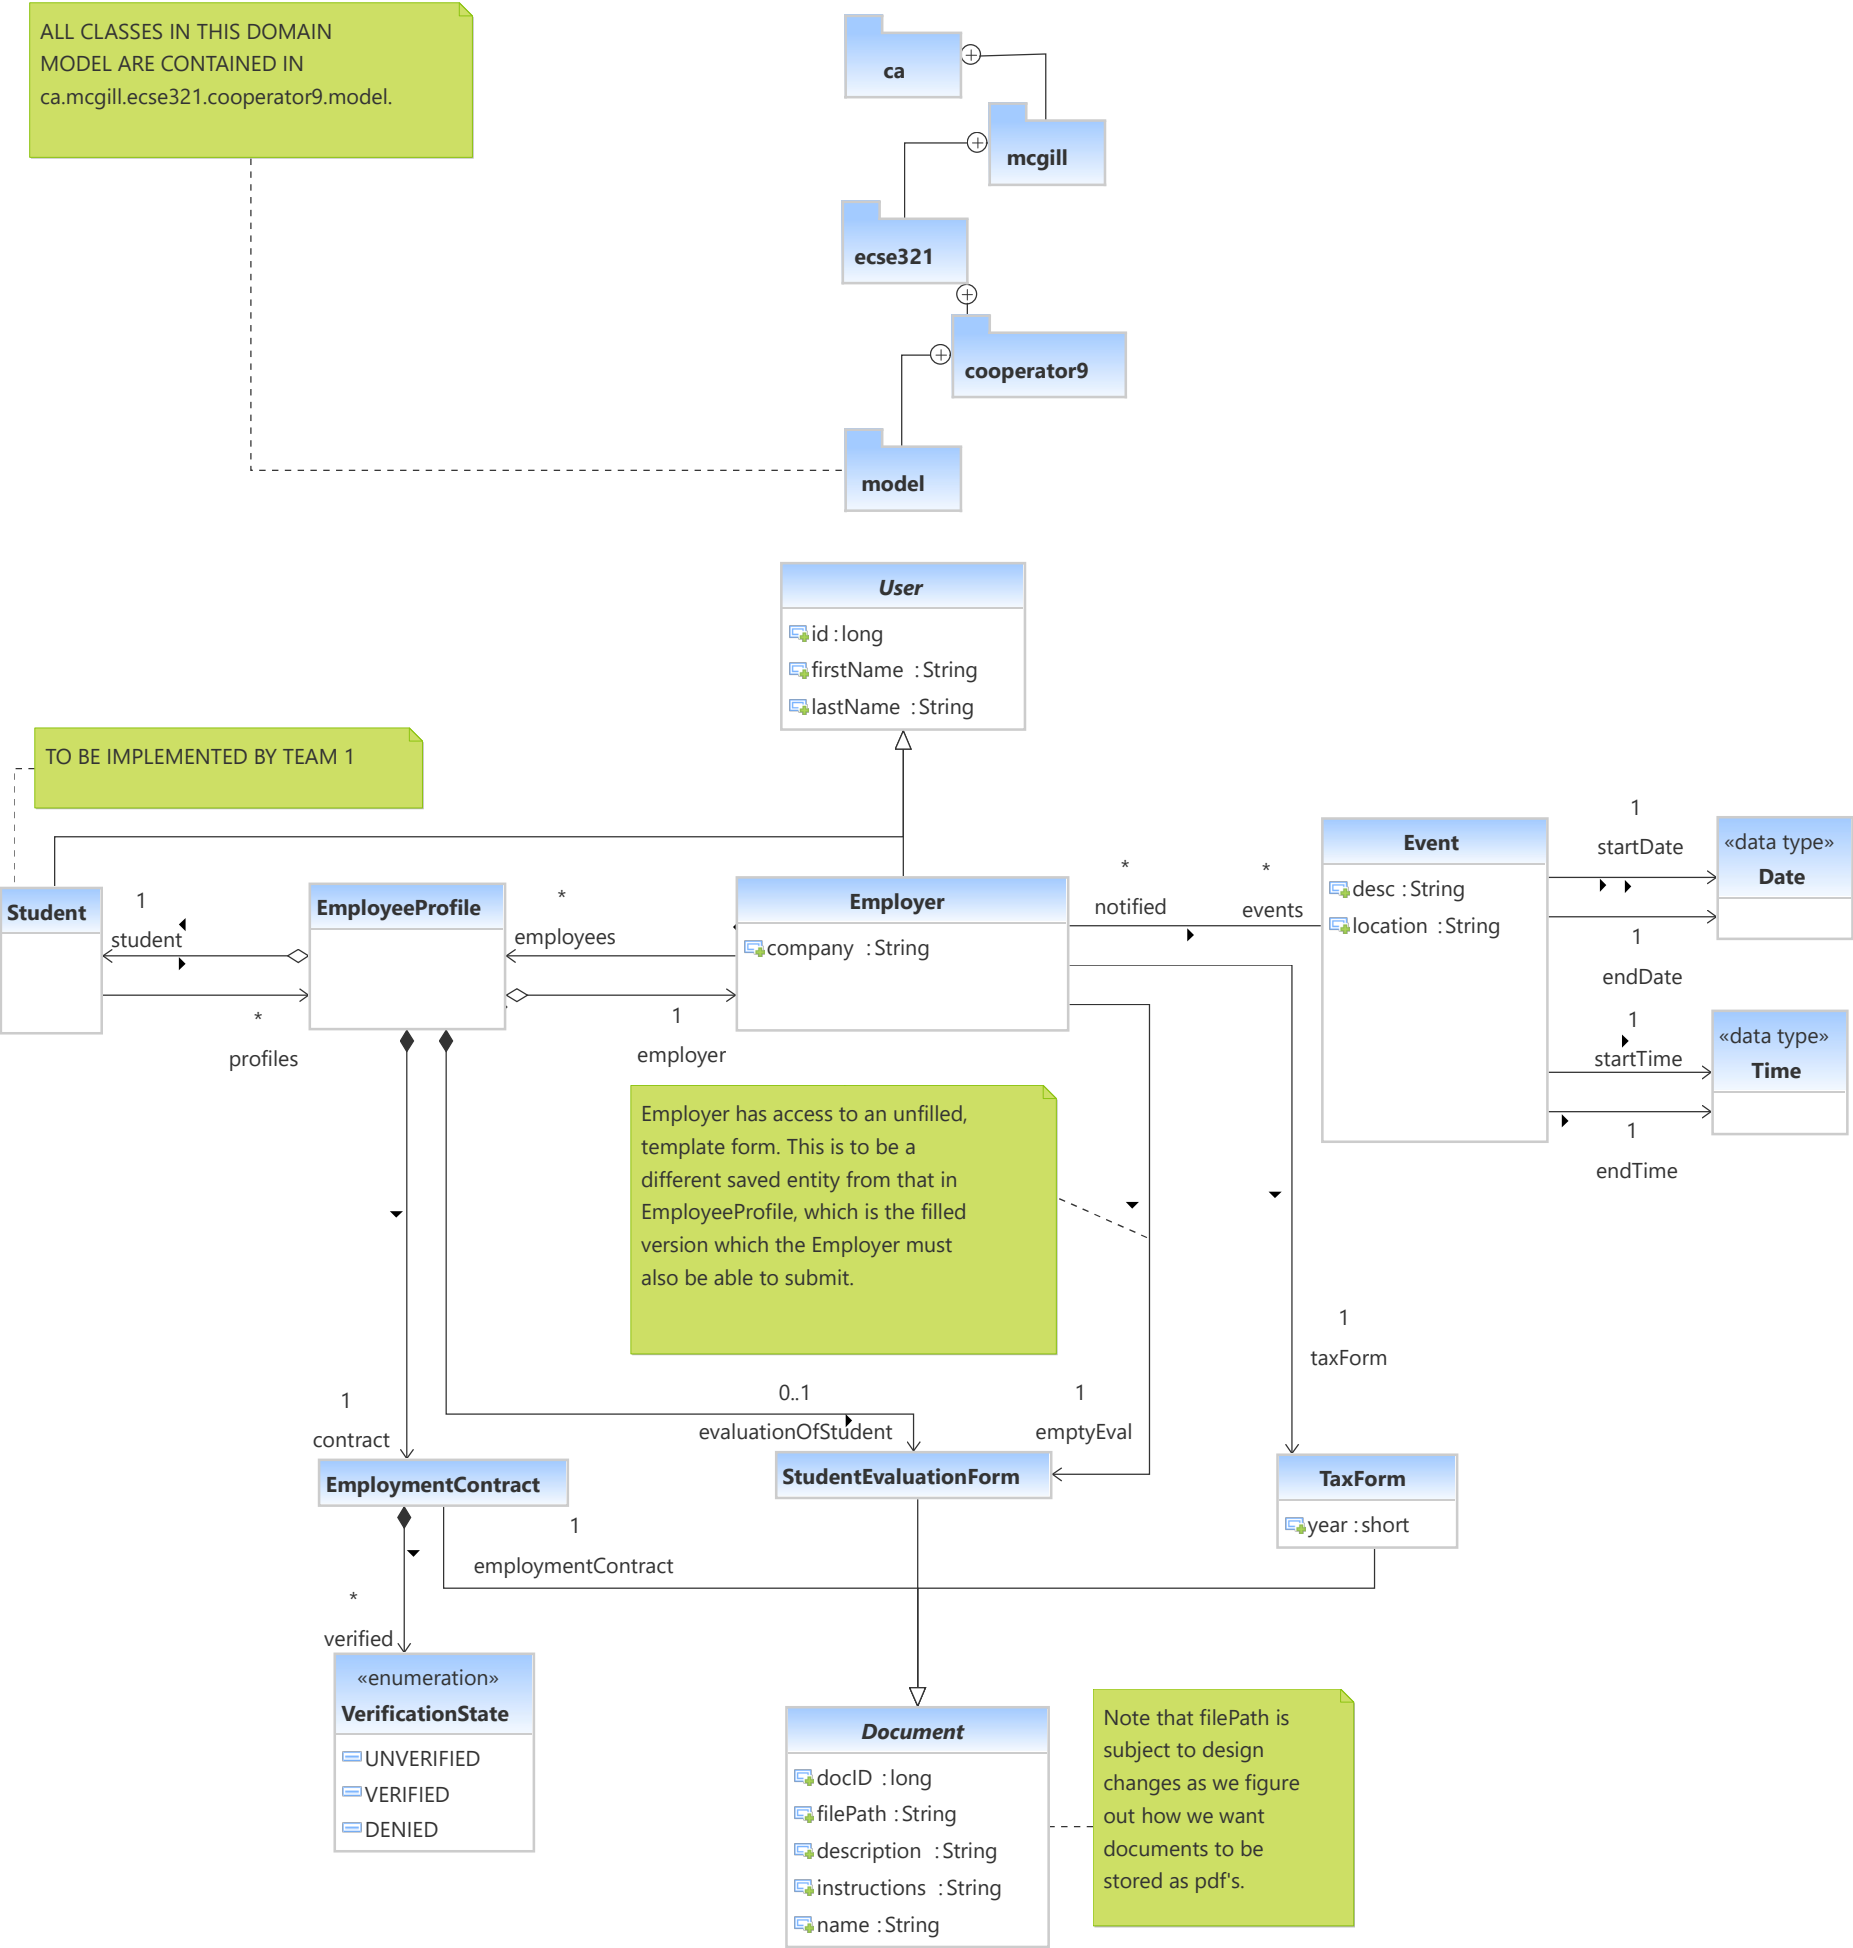 ALL CLASSES IN THIS DOMAIN
MODEL ARE CONTAINED IN
ca.mcgill.ecse321.cooperator9.model.
ca
mcgill
ecse321
cooperator9
model
User
id : long
firstName : String
lastName : String
TO BE IMPLEMENTED BY TEAM 1
Student
1
student
*
profiles
EmployeeProfile
*
employees
1
employer
Employer
company : String
*
notified
*
events
Event
desc : String
location : String
1
startDate
1
endDate
«data type»
Date
1
startTime
1
endTime
«data type»
Time
Employer has access to an unfilled,
template form. This is to be a
different saved entity from that in
EmployeeProfile, which is the filled
version which the Employer must
also be able to submit.
1
taxForm
1
contract
0..1
evaluationOfStudent
1
emptyEval
EmploymentContract
StudentEvaluationForm
TaxForm
year : short
1
employmentContract
*
verified
«enumeration»
VerificationState
UNVERIFIED
VERIFIED
DENIED
Document
docID : long
filePath : String
description : String
instructions : String
name : String
Note that filePath is
subject to design
changes as we figure
out how we want
documents to be
stored as pdf's.